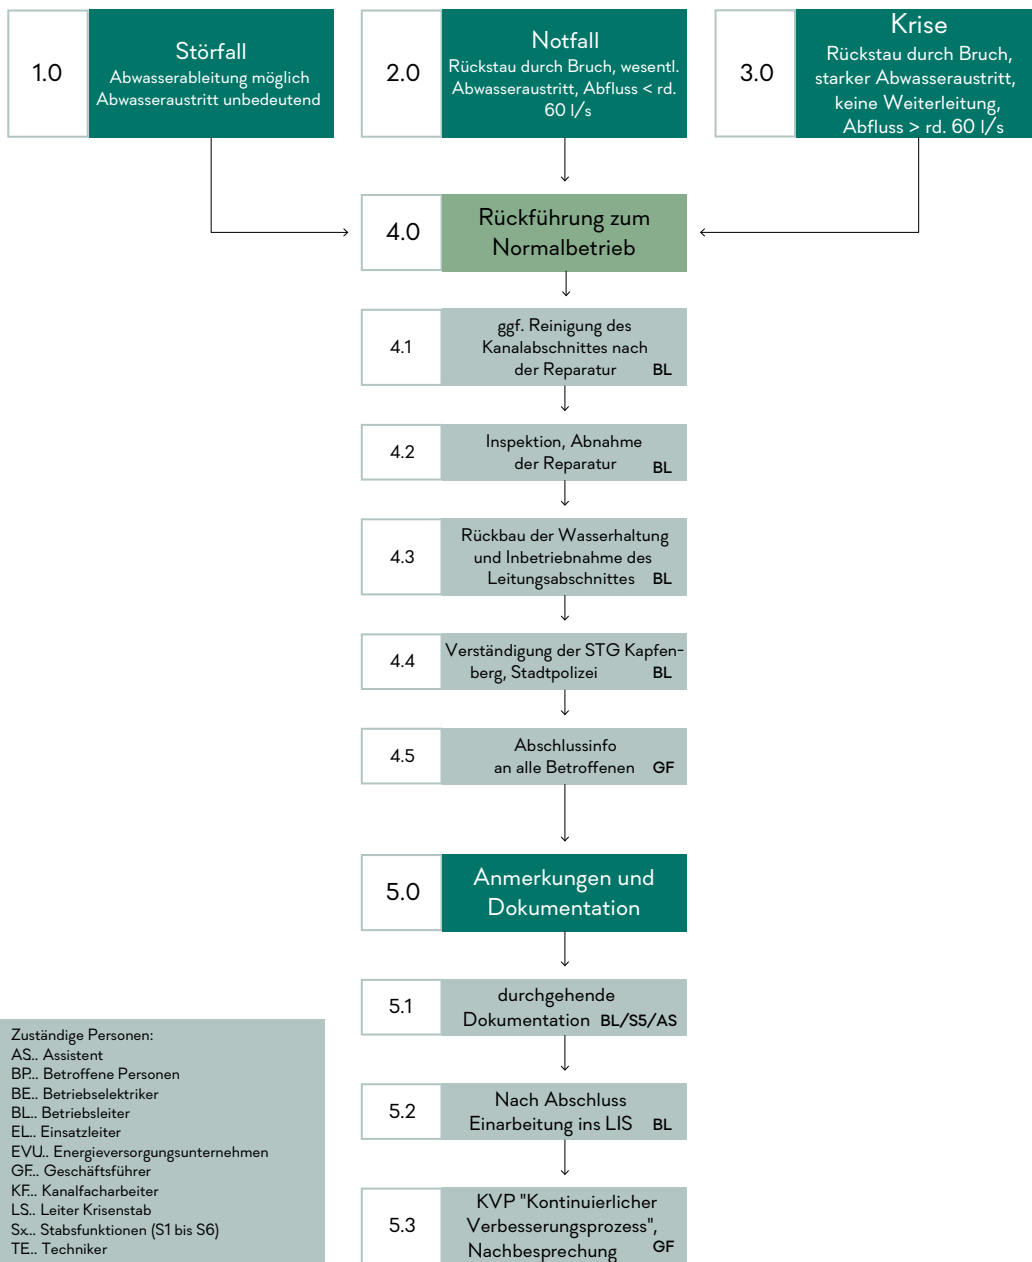 1.0
Störfall
Abwasserableitung möglich
Abwasseraustritt unbedeutend
2.0
Notfall
Rückstau durch Bruch, wesentl.
Abwasseraustritt, Abfluss < rd.
60 l/s
3.0
Krise
Rückstau durch Bruch,
starker Abwasseraustritt,
keine Weiterleitung,
Abfluss > rd. 60 l/s
4.0
Rückführung zum
Normalbetrieb
4.1
ggf. Reinigung des
Kanalabschnittes nach
der Reparatur BL
4.2
Inspektion, Abnahme
der Reparatur BL
4.3
Rückbau der Wasserhaltung
und Inbetriebnahme des
Leitungsabschnittes BL
4.4
Verständigung der STG Kapfen-
berg, Stadtpolizei BL
4.5
Abschlussinfo
an alle Betroffenen GF
5.0
Anmerkungen und
Dokumentation
5.1
durchgehende
Dokumentation BL/S5/AS
5.2
Nach Abschluss
Einarbeitung ins LIS BL
5.3
KVP "Kontinuierlicher
Verbesserungsprozess",
Nachbesprechung GF
Zuständige Personen:
AS.. Assistent
BP... Betroffene Personen
BE.. Betriebselektriker
BL.. Betriebsleiter
EL.. Einsatzleiter
EVU.. Energieversorgungsunternehmen
GF... Geschäftsführer
KF... Kanalfacharbeiter
LS.. Leiter Krisenstab
Sx... Stabsfunktionen (S1 bis S6)
TE.. Techniker